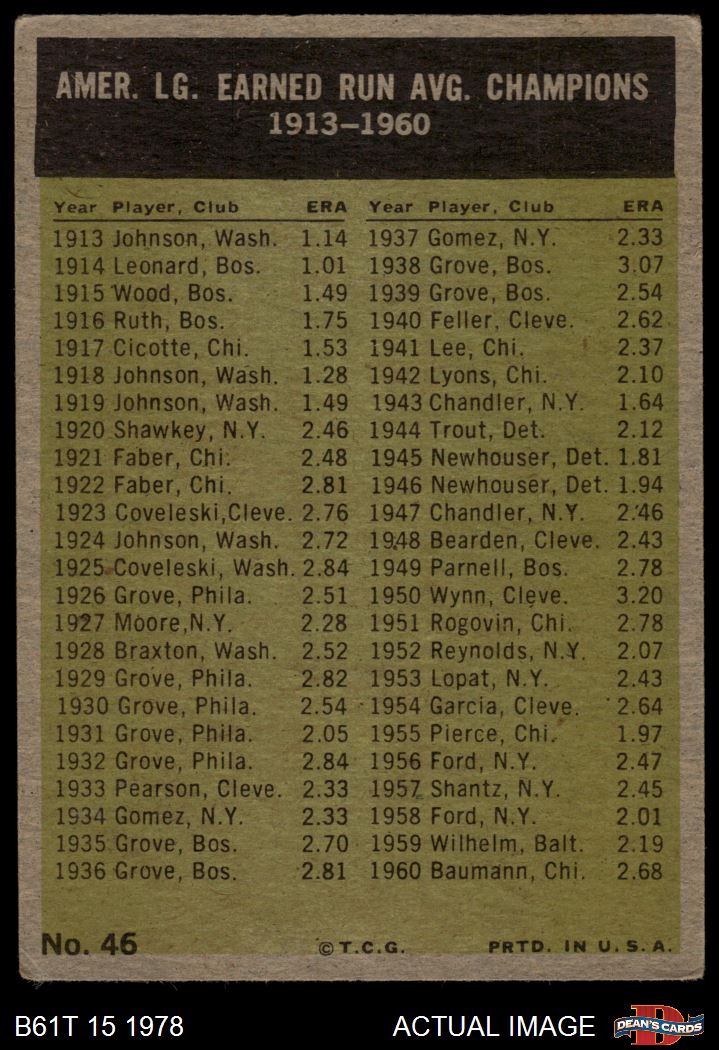 AMER. LG. EARNED RUN AVG. CHAMPIONS
1913-1960
Year Player, Club ERA
1913 Johnson, Wash. 1.14
1914 Leonard, Bos. 1.01
1915 Wood, Bos. 1.49
1916 Ruth, Bos. 1.75
1917 Cicotte, Chi. 1.53
1918 Johnson, Wash. 1.28
1919 Johnson, Wash. 1.49
1920 Shawkey, N.Y. 2.46
1921 Faber, Chi. 2.48
1922 Faber, Chi. 2.81
1923 Coveleski,Cleve. 2.76
1924 Johnson, Wash. 2.72
1925 Coveleski, Wash. 2.84
1926 Grove, Phila. 2.51
1927 Moore,N.Y. 2.28
1928 Braxton, Wash. 2.52
1929 Grove, Phila. 2.82
1930 Grove, Phila. 2.54
1931 Grove, Phila. 2.05
1932 Grove, Phila. 2.84
1933 Pearson, Cleve. 2.33
1934 Gomez, N.Y. 2.33
1935 Grove, Bos. 2.70
1936 Grove, Bos. 2.81
Year Player, Club ERA
1937 Gomez, N.Y. 2.33
1938 Grove, Bos. 3.07
1939 Grove, Bos. 2.54
1940 Feller, Cleve. 2.62
1941 Lee, Chi. 2.37
1942 Lyons, Chi. 2.10
1943 Chandler, N.Y. 1.64
1944 Trout, Det. 2.12
1945 Newhouser, Det. 1.81
1946 Newhouser, Det. 1.94
1947 Chandler, N.Y. 2.46
1948 Bearden, Cleve. 2.43
1949 Parnell, Bos. 2.78
1950 Wynn, Cleve. 3.20
1951 Rogovin, Chi. 2.78
1952 Reynolds, N.Y. 2.07
1953 Lopat, N.Y. 2.43
1954 Garcia, Cleve. 2.64
1955 Pierce, Chi. 1.97
1956 Ford, N.Y. 2.47
1957 Shantz, N.Y. 2.45
1958 Ford, N.Y. 2.01
1959 Wilhelm, Balt. 2.19
1960 Baumann, Chi. 2.68
No. 46 © T.C.G. PRTD. IN U.S.A.
B61T 15 1978 ACTUAL IMAGE D DEAN'S CARDS